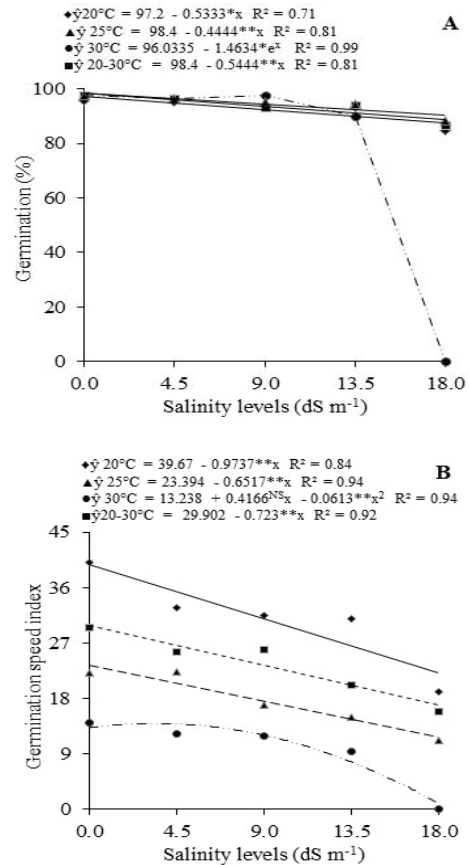 ◆ŷ20°C = 97.2 - 0.5333*x R² = 0.71
▲ŷ 25°C = 98.4 - 0.4444**x R² = 0.81
●ŷ 30°C = 96.0335 - 1.4634*eˣ R² = 0.99
■ŷ 20-30°C = 98.4 - 0.5444**x R² = 0.81
A
100
80
60
40
20
0
Germination (%)
0.0 4.5 9.0 13.5 18.0
Salinity levels (dS m⁻¹)
◆ŷ 20°C = 39.67 - 0.9737**x R² = 0.84
▲ŷ 25°C = 23.394 - 0.6517**x R² = 0.94
●ŷ 30°C = 13.238 + 0.4166ᴺˢx - 0.0613**x² R² = 0.94
■ŷ20-30°C = 29.902 - 0.723**x R² = 0.92
B
45
36
27
18
9
0
Germination speed index
0.0 4.5 9.0 13.5 18.0
Salinity levels (dS m⁻¹)